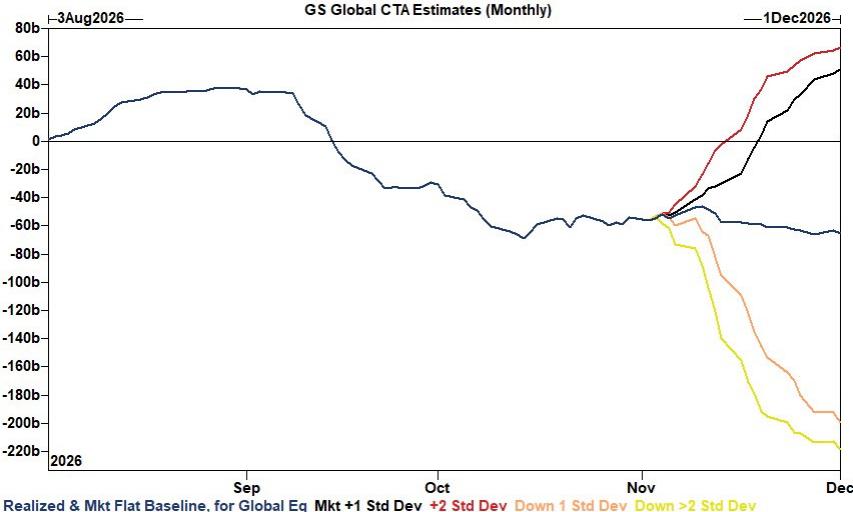 GS Global CTA Estimates (Monthly)
3Aug2026
1Dec2026
80b
60b
40b
20b
0
-20b
-40b
-60b
-80b
-100b
-120b
-140b
-160b
-180b
-200b
-220b
2026
Sep Oct Nov Dec
Realized & Mkt Flat Baseline, for Global Eq Mkt +1 Std Dev +2 Std Dev Down 1 Std Dev Down >2 Std Dev